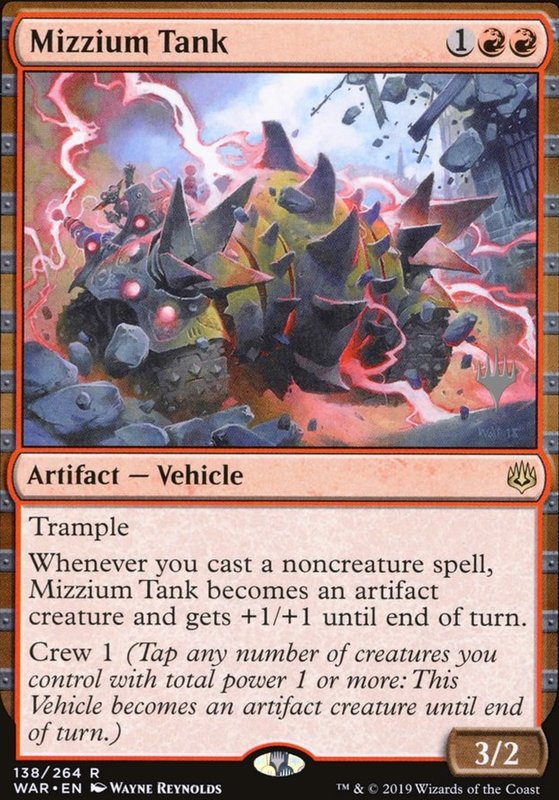 Mizzium Tank 1
Artifact — Vehicle
Trample
Whenever you cast a noncreature spell,
Mizzium Tank becomes an artifact
creature and gets +1/+1 until end of turn.
Crew 1 (Tap any number of creatures you
control with total power 1 or more: This
Vehicle becomes an artifact creature until end
of turn.)
3/2
138/264 R
WAR • EN Wayne Reynolds
™ & © 2019 Wizards of the Coast